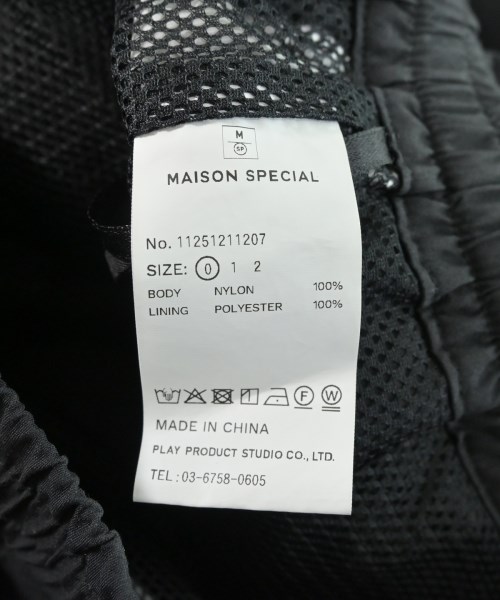 M
SP
MAISON SPECIAL
No. 11251211207
SIZE: 0 1 2
BODY NYLON 100%
LINING POLYESTER 100%
F W
MADE IN CHINA
PLAY PRODUCT STUDIO CO., LTD.
TEL:03-6758-0605